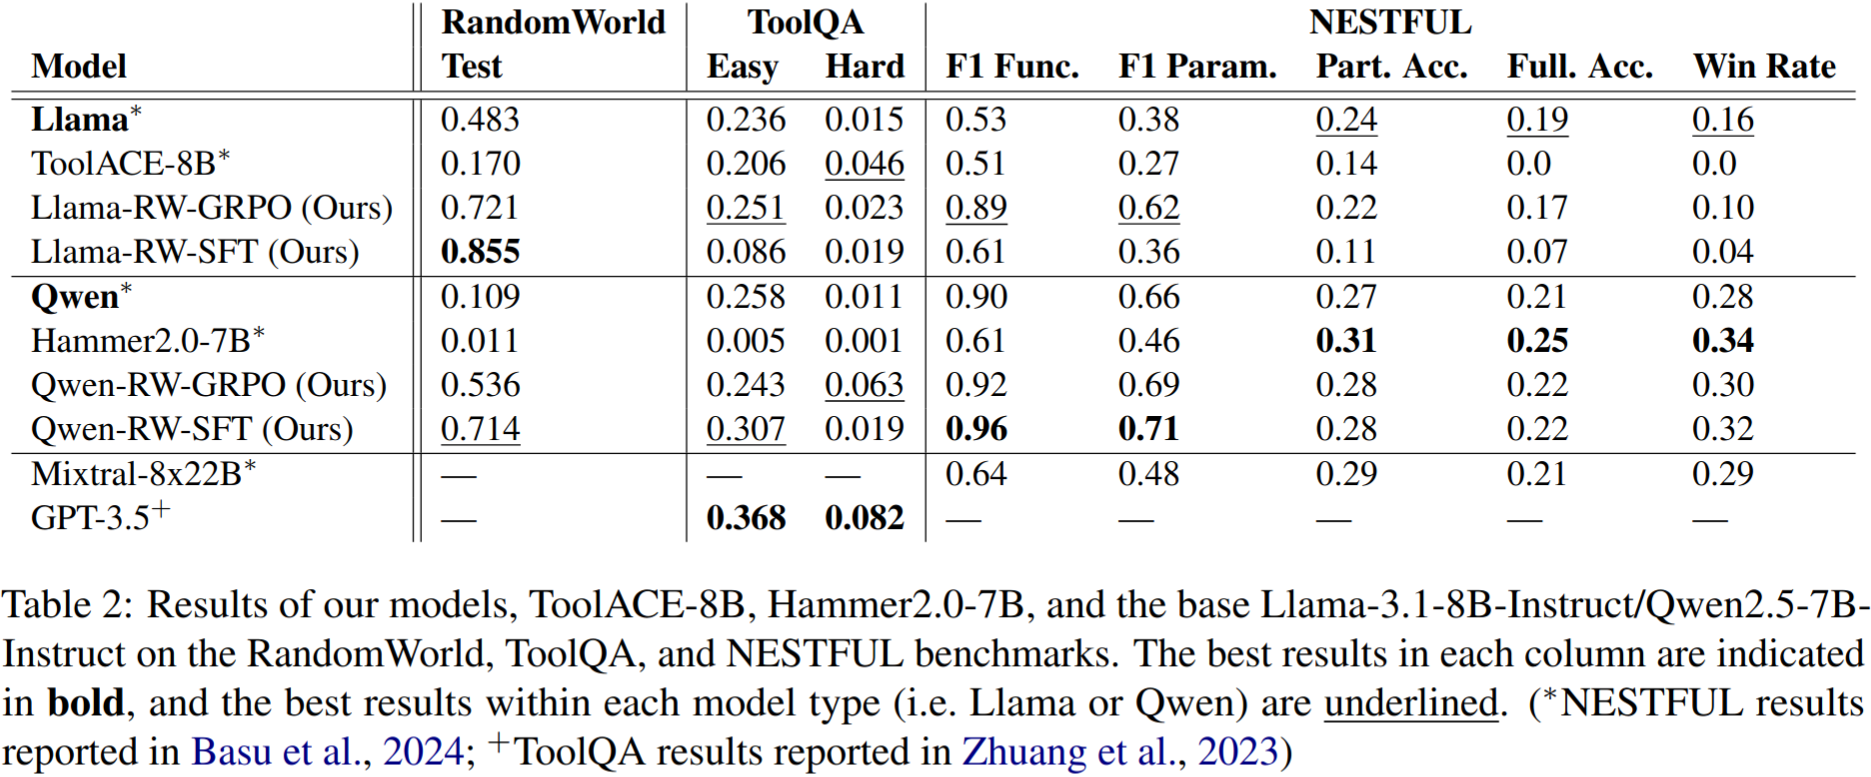 RandomWorld ToolQA NESTFUL
Model Test Easy Hard F1 Func. F1 Param. Part. Acc. Full. Acc. Win Rate
Llama* 0.483 0.236 0.015 0.53 0.38 0.24 0.19 0.16
ToolACE-8B* 0.170 0.206 0.046 0.51 0.27 0.14 0.0 0.0
Llama-RW-GRPO (Ours) 0.721 0.251 0.023 0.89 0.62 0.22 0.17 0.10
Llama-RW-SFT (Ours) 0.855 0.086 0.019 0.61 0.36 0.11 0.07 0.04
Qwen* 0.109 0.258 0.011 0.90 0.66 0.27 0.21 0.28
Hammer2.0-7B* 0.011 0.005 0.001 0.61 0.46 0.31 0.25 0.34
Qwen-RW-GRPO (Ours) 0.536 0.243 0.063 0.92 0.69 0.28 0.22 0.30
Qwen-RW-SFT (Ours) 0.714 0.307 0.019 0.96 0.71 0.28 0.22 0.32
Mixtral-8x22B* — — — 0.64 0.48 0.29 0.21 0.29
GPT-3.5+ — 0.368 0.082 — — — — —
Table 2: Results of our models, ToolACE-8B, Hammer2.0-7B, and the base Llama-3.1-8B-Instruct/Qwen2.5-7B-
Instruct on the RandomWorld, ToolQA, and NESTFUL benchmarks. The best results in each column are indicated
in bold, and the best results within each model type (i.e. Llama or Qwen) are underlined. (*NESTFUL results
reported in Basu et al., 2024; +ToolQA results reported in Zhuang et al., 2023)